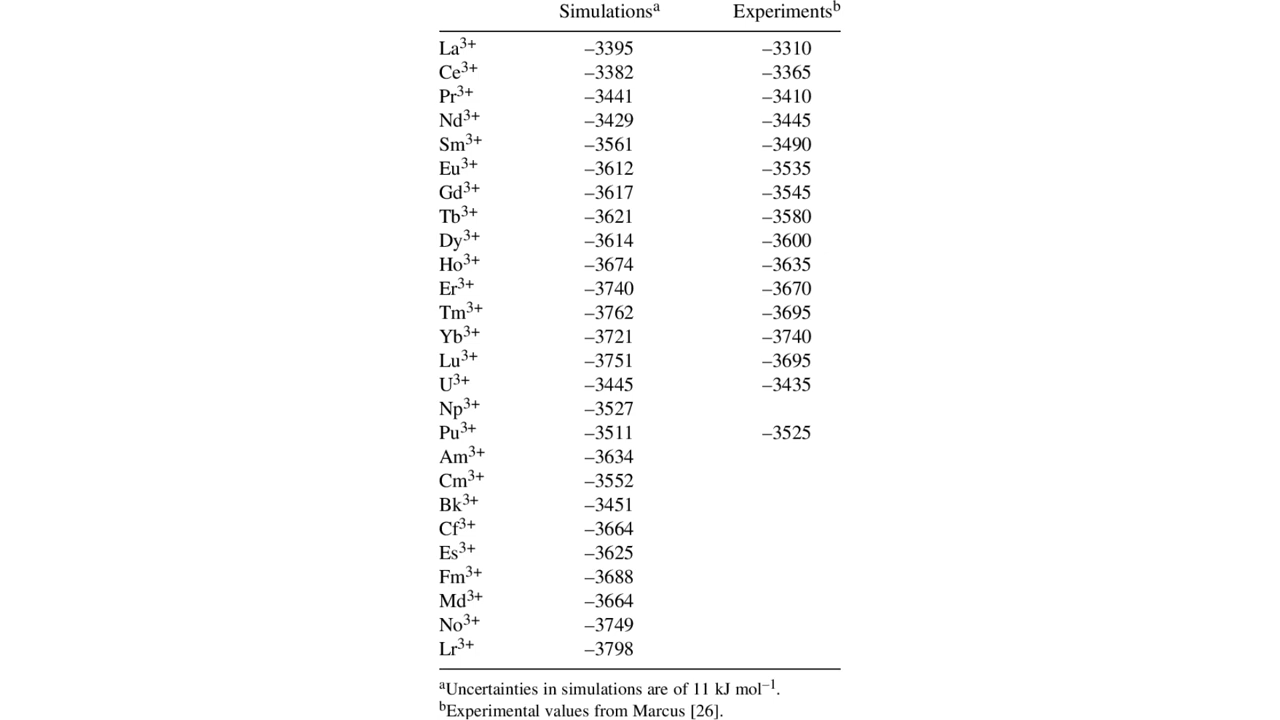 Simulationsᵃ Experimentsᵇ
La³⁺ –3395 –3310
Ce³⁺ –3382 –3365
Pr³⁺ –3441 –3410
Nd³⁺ –3429 –3445
Sm³⁺ –3561 –3490
Eu³⁺ –3612 –3535
Gd³⁺ –3617 –3545
Tb³⁺ –3621 –3580
Dy³⁺ –3614 –3600
Ho³⁺ –3674 –3635
Er³⁺ –3740 –3670
Tm³⁺ –3762 –3695
Yb³⁺ –3721 –3740
Lu³⁺ –3751 –3695
U³⁺ –3445 –3435
Np³⁺ –3527
Pu³⁺ –3511 –3525
Am³⁺ –3634
Cm³⁺ –3552
Bk³⁺ –3451
Cf³⁺ –3664
Es³⁺ –3625
Fm³⁺ –3688
Md³⁺ –3664
No³⁺ –3749
Lr³⁺ –3798
ᵃUncertainties in simulations are of 11 kJ mol⁻¹.
ᵇExperimental values from Marcus [26].